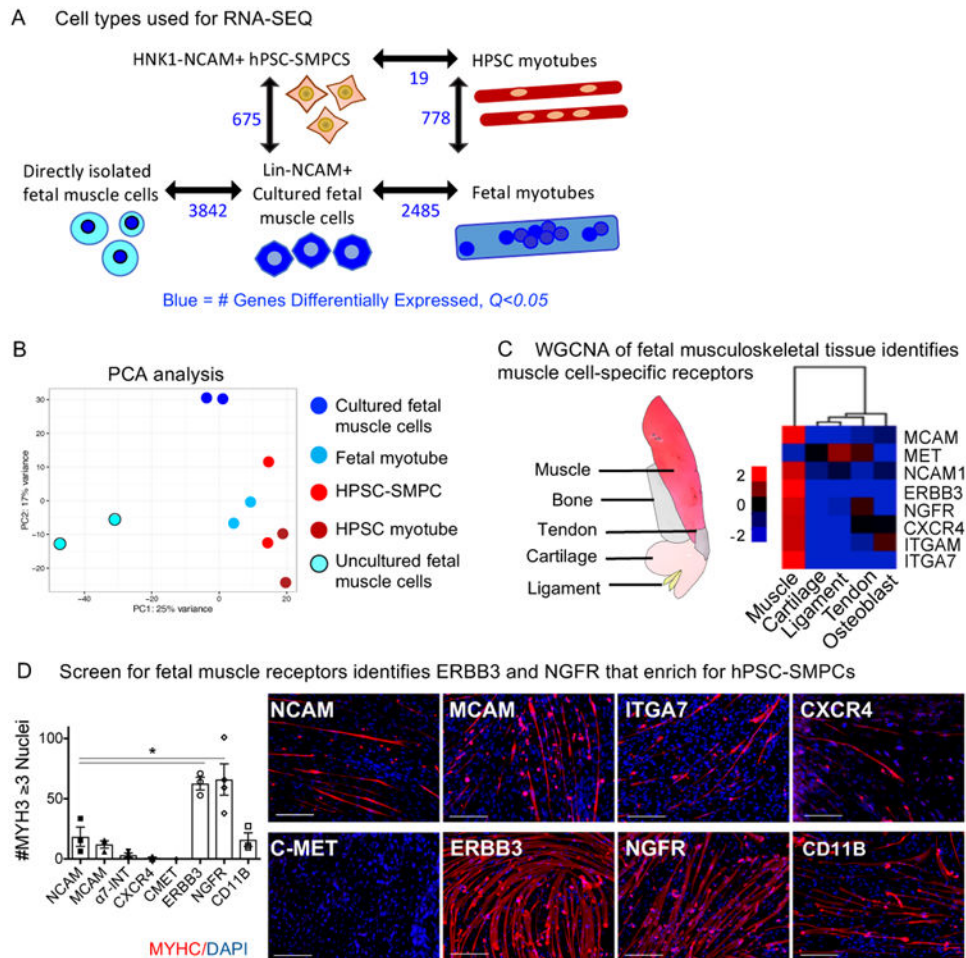 A Cell types used for RNA-SEQ
HNK1-NCAM+ hPSC-SMPCS
HPSC myotubes
19
675
778
Directly isolated
fetal muscle cells
Lin-NCAM+
Cultured fetal
muscle cells
Fetal myotubes
3842
2485
Blue = # Genes Differentially Expressed, Q<0.05
B
PCA analysis
PC2: 17% variance
30
20
10
0
-10
-20
-40
-20
0
20
PC1: 25% variance
Cultured fetal
muscle cells
Fetal myotube
HPSC-SMPC
HPSC myotube
Uncultured fetal
muscle cells
C WGCNA of fetal musculoskeletal tissue identifies
muscle cell-specific receptors
Muscle
Bone
Tendon
Cartilage
Ligament
2
0
-2
MCAM
MET
NCAM1
ERBB3
NGFR
CXCR4
ITGAM
ITGA7
Muscle
Cartilage
Ligament
Tendon
Osteoblast
D Screen for fetal muscle receptors identifies ERBB3 and NGFR that enrich for hPSC-SMPCs
#MYH3 ≥3 Nuclei
100
50
0
*
NCAM
MCAM
α7-INT
CXCR4
CMET
ERBB3
NGFR
CD11B
MYHC/DAPI
NCAM
MCAM
ITGA7
CXCR4
C-MET
ERBB3
NGFR
CD11B